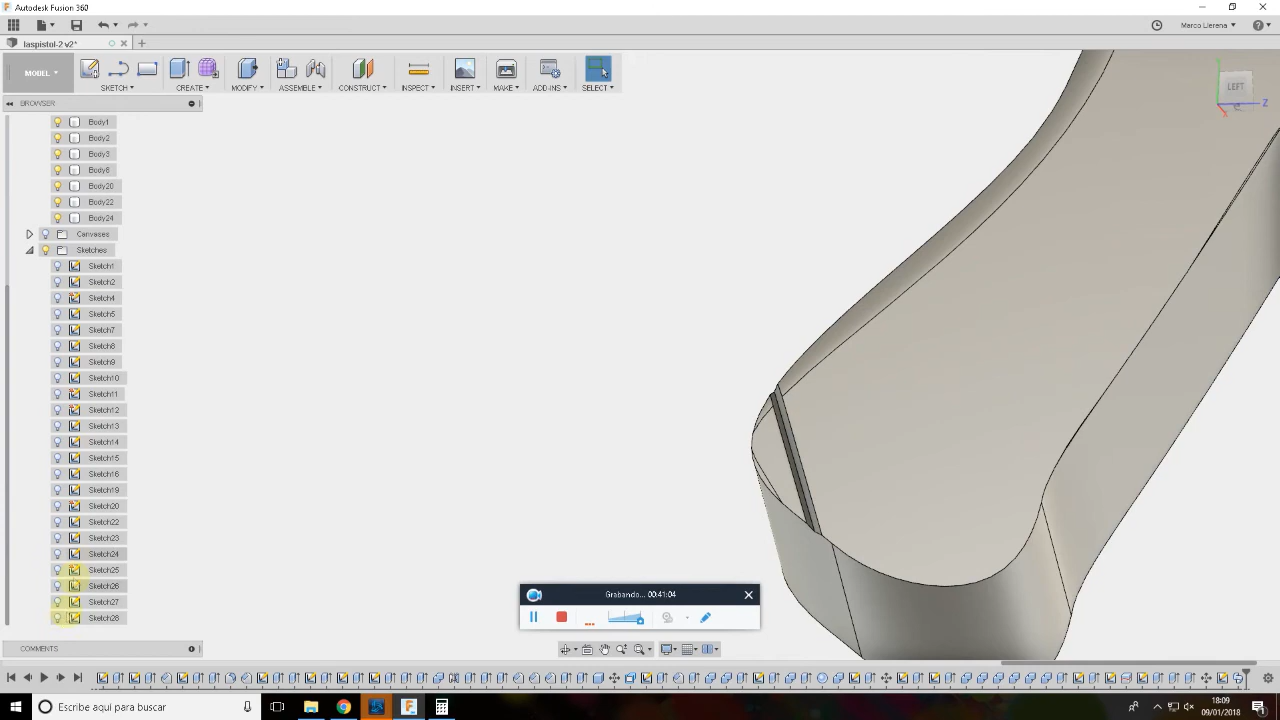 Autodesk Fusion 360
Marco Llerena
laspistol-2 v2*
MODEL
SKETCH
CREATE
MODIFY
ASSEMBLE
CONSTRUCT
INSPECT
INSERT
MAKE
ADD-INS
SELECT
LEFT
Y
Z
X
BROWSER
Body1
Body2
Body3
Body6
Body20
Body22
Body24
Canvases
Sketches
Sketch1
Sketch2
Sketch4
Sketch5
Sketch7
Sketch8
Sketch9
Sketch10
Sketch11
Sketch12
Sketch13
Sketch14
Sketch15
Sketch16
Sketch19
Sketch20
Sketch22
Sketch23
Sketch24
Sketch25
Sketch26
Sketch27
Sketch28
Grabando... 00:41:04
COMMENTS
Escribe aquí para buscar
18:09
09/01/2018